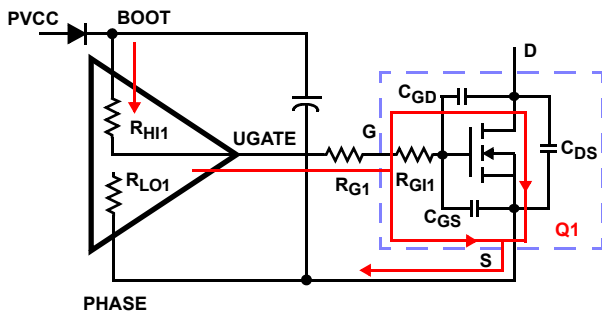 PVCC
BOOT
D
CGD
RHI1
UGATE
G
CDS
RLO1
RG1
RGI1
CGS
Q1
S
PHASE